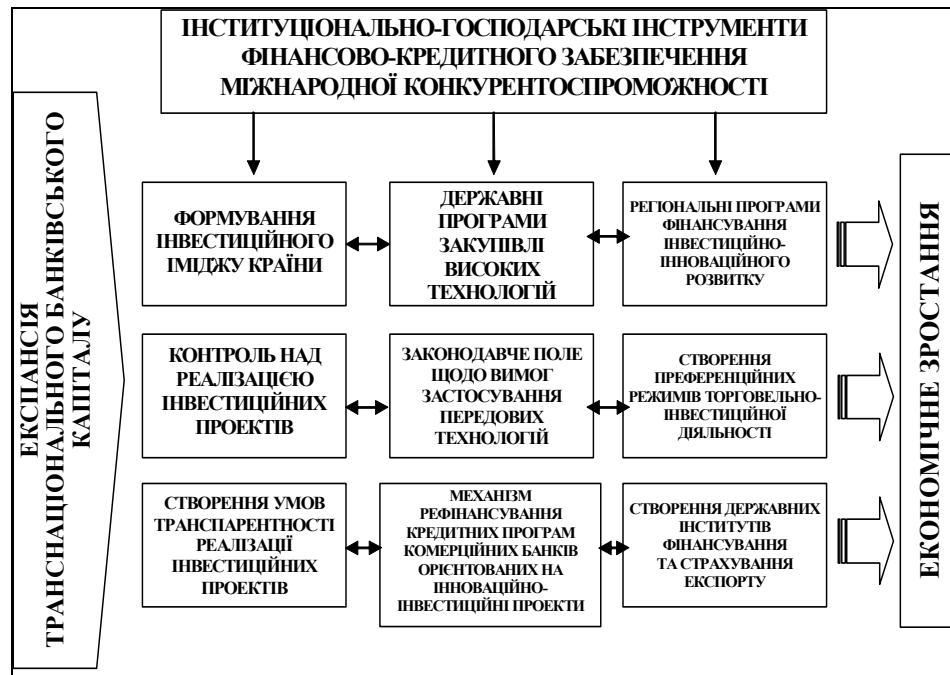 ІНСТИТУЦІОНАЛЬНО-ГОСПОДАРСЬКІ ІНСТРУМЕНТИ
ФІНАНСОВО-КРЕДИТНОГО ЗАБЕЗПЕЧЕННЯ
МІЖНАРОДНОЇ КОНКУРЕНТОСПРОМОЖНОСТІ
ЕКСПАНСІЯ
ТРАНСНАЦІОНАЛЬНОГО БАНКІВСЬКОГО
КАПІТАЛУ
ФОРМУВАННЯ
ІНВЕСТИЦІЙНОГО
ІМІДЖУ КРАЇНИ
ДЕРЖАВНІ
ПРОГРАМИ
ЗАКУПІВЛІ
ВИСОКИХ
ТЕХНОЛОГІЙ
РЕГІОНАЛЬНІ ПРОГРАМИ
ФІНАНСУВАННЯ
ІНВЕСТИЦІЙНО-
ІННОВАЦІЙНОГО
РОЗВИТКУ
КОНТРОЛЬ НАД
РЕАЛІЗАЦІЄЮ
ІНВЕСТИЦІЙНИХ
ПРОЕКТІВ
ЗАКОНОДАВЧЕ ПОЛЕ
ЩОДО ВИМОГ
ЗАСТОСУВАННЯ
ПЕРЕДОВИХ
ТЕХНОЛОГІЙ
СТВОРЕННЯ
ПРЕФЕРЕНЦІЙНИХ
РЕЖИМІВ ТОРГОВЕЛЬНО-
ІНВЕСТИЦІЙНОЇ
ДІЯЛЬНОСТІ
СТВОРЕННЯ УМОВ
ТРАНСПАРЕНТНОСТІ
РЕАЛІЗАЦІЇ
ІНВЕСТИЦІЙНИХ
ПРОЕКТІВ
МЕХАНІЗМ
РЕФІНАНСУВАННЯ
КРЕДИТНИХ ПРОГРАМ
КОМЕРЦІЙНИХ БАНКІВ
ОРІЄНТОВАНИХ НА
ІННОВАЦІЙНО-
ІНВЕСТИЦІЙНІ ПРОЕКТИ
СТВОРЕННЯ ДЕРЖАВНИХ
ІНСТИТУТІВ
ФІНАНСУВАННЯ
ТА СТРАХУВАННЯ
ЕКСПОРТУ
ЕКОНОМІЧНЕ ЗРОСТАННЯ